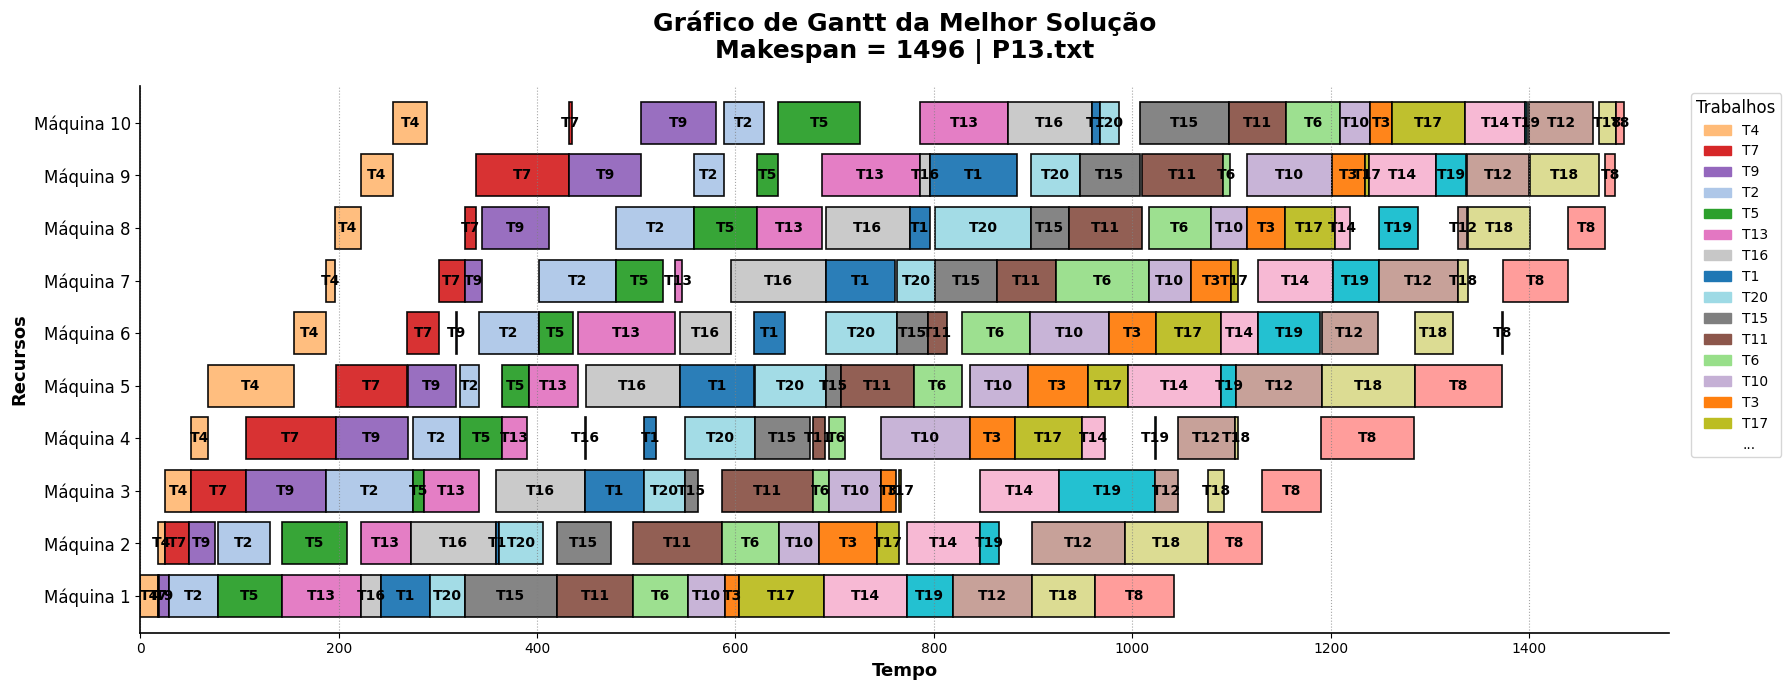 Gráfico de Gantt da Melhor Solução
Makespan = 1496 | P13.txt
Recursos
Máquina 10
T4 T7 T9 T2 T5 T13 T16 T1 T20 T15 T11 T6 T10 T3 T17 T14 T19 T12 T18 T8
Máquina 9
T4 T7 T9 T2 T5 T13 T16 T1 T20 T15 T11 T6 T10 T3 T17 T14 T19 T12 T18 T8
Máquina 8
T4 T7 T9 T2 T5 T13 T16 T1 T20 T15 T11 T6 T10 T3 T17 T14 T19 T12 T18 T8
Máquina 7
T4 T7 T9 T2 T5 T13 T16 T1 T20 T15 T11 T6 T10 T3 T17 T14 T19 T12 T18 T8
Máquina 6
T4 T7 T9 T2 T5 T13 T16 T1 T20 T15 T11 T6 T10 T3 T17 T14 T19 T12 T18 T8
Máquina 5
T4 T7 T9 T2 T5 T13 T16 T1 T20 T15 T11 T6 T10 T3 T17 T14 T19 T12 T18 T8
Máquina 4
T4 T7 T9 T2 T5 T13 T16 T1 T20 T15 T11 T6 T10 T3 T17 T14 T19 T12 T18 T8
Máquina 3
T4 T7 T9 T2 T5 T13 T16 T1 T20 T15 T11 T6 T10 T3 T17 T14 T19 T12 T18 T8
Máquina 2
T4 T7 T9 T2 T5 T13 T16 T1 T20 T15 T11 T6 T10 T3 T17 T14 T19 T12 T18 T8
Máquina 1
T4 T7 T9 T2 T5 T13 T16 T1 T20 T15 T11 T6 T10 T3 T17 T14 T19 T12 T18 T8
0 200 400 600 800 1000 1200 1400
Tempo
Trabalhos
T4
T7
T9
T2
T5
T13
T16
T1
T20
T15
T11
T6
T10
T3
T17
...